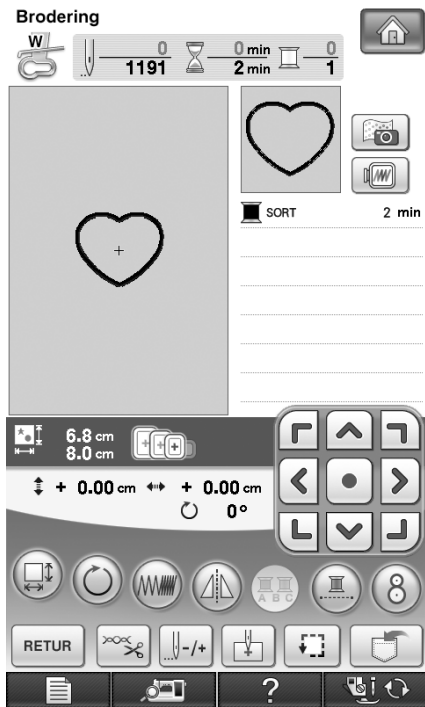 Brodering
W
0 0 min 0
1191 2 min 1
SORT 2 min
6.8 cm
8.0 cm
+ 0.00 cm + 0.00 cm
0°
A B C
8
RETUR -/+
? i